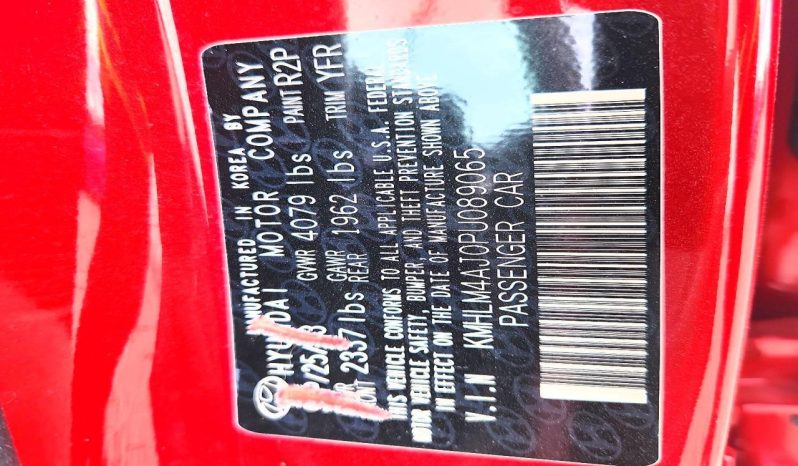 MANUFACTURED IN KOREA BY
HYUNDAI MOTOR COMPANY
GVWR 4079 lbs PAINT R2P
GAWR
2337 lbs REAR 1962 lbs TRIM YFR
THIS VEHICLE CONFORMS TO ALL APPLICABLE U.S.A. FEDERAL
MOTOR VEHICLE SAFETY, BUMPER, AND THEFT PREVENTION STANDARDS
IN EFFECT ON THE DATE OF MANUFACTURE SHOWN ABOVE
V.I.N KMHLM4AJ0PU089065
PASSENGER CAR